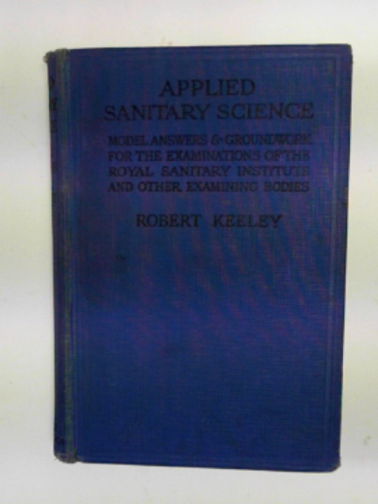 APPLIED
SANITARY SCIENCE
MODEL ANSWERS & GROUNDWORK
FOR THE EXAMINATIONS OF THE
ROYAL SANITARY INSTITUTE
AND OTHER EXAMINING BODIES
ROBERT KEELEY